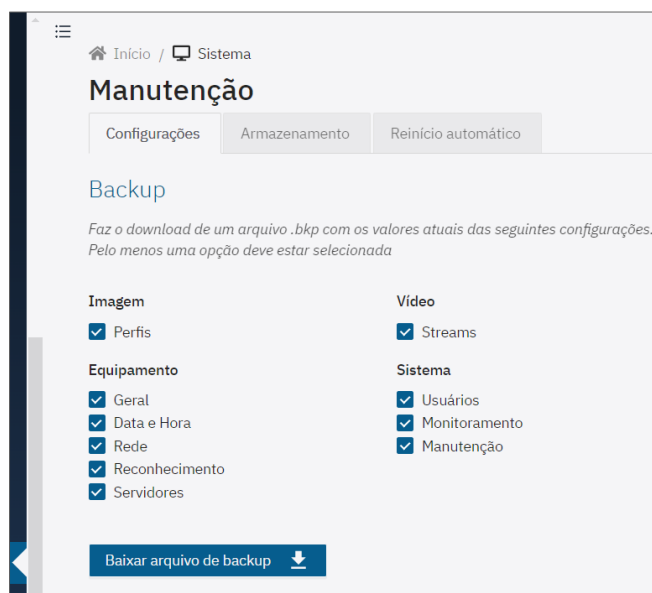 Início / Sistema
Manutenção
Configurações Armazenamento Reinício automático
Backup
Faz o download de um arquivo .bkp com os valores atuais das seguintes configurações.
Pelo menos uma opção deve estar selecionada
Imagem Vídeo
Perfis Streams
Equipamento Sistema
Geral Usuários
Data e Hora Monitoramento
Rede Manutenção
Reconhecimento
Servidores
Baixar arquivo de backup